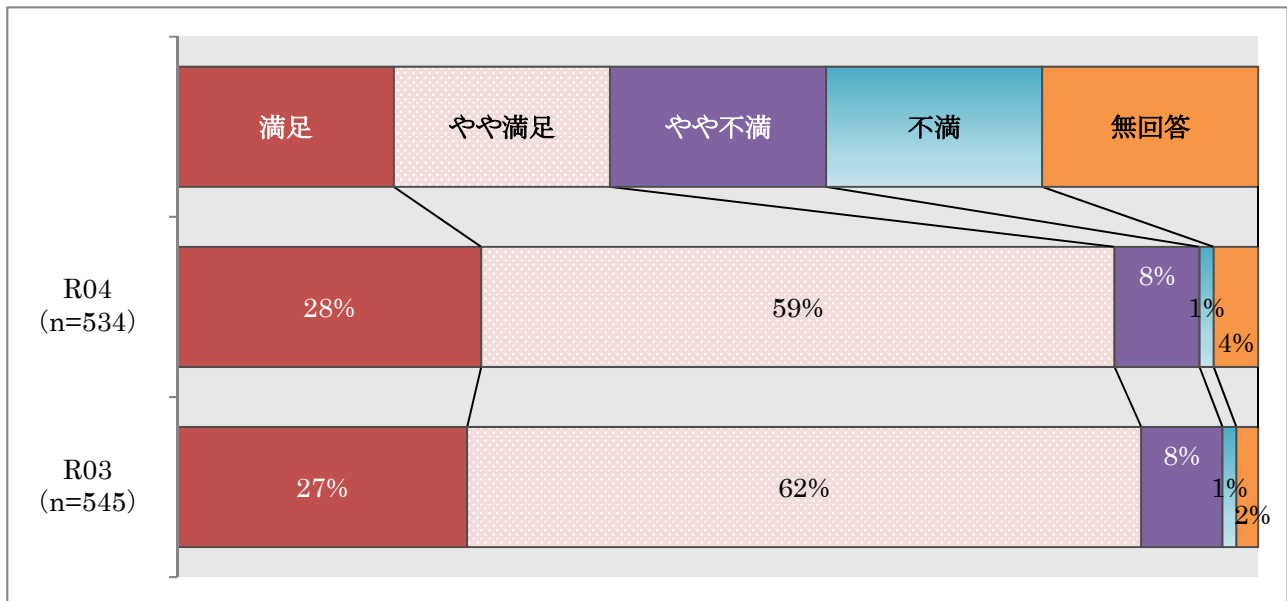 満足
やや満足
やや不満
不満
無回答
R04
（n=534）
28%
59%
8%
1%
4%
R03
（n=545）
27%
62%
8%
1%
2%